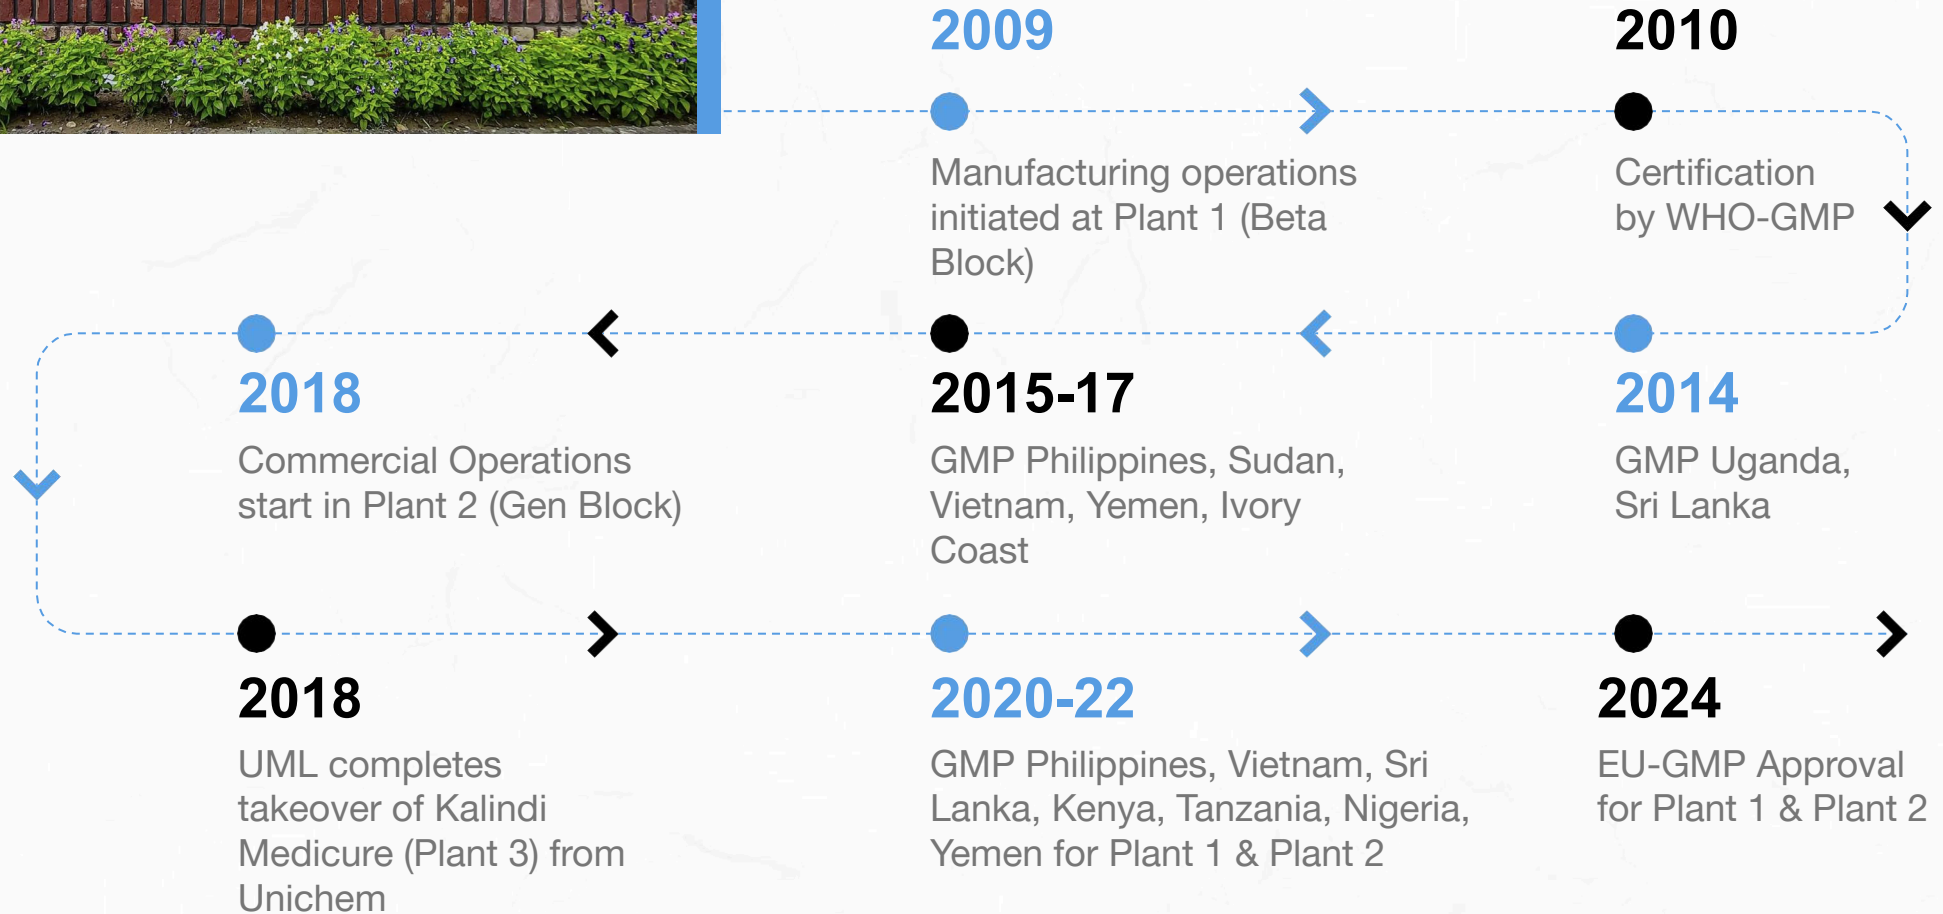 2009
Manufacturing operations
initiated at Plant 1 (Beta
Block)
2010
Certification
by WHO-GMP
2014
GMP Uganda,
Sri Lanka
2015-17
GMP Philippines, Sudan,
Vietnam, Yemen, Ivory
Coast
2018
Commercial Operations
start in Plant 2 (Gen Block)
2018
UML completes
takeover of Kalindi
Medicure (Plant 3) from
Unichem
2020-22
GMP Philippines, Vietnam, Sri
Lanka, Kenya, Tanzania, Nigeria,
Yemen for Plant 1 & Plant 2
2024
EU-GMP Approval
for Plant 1 & Plant 2